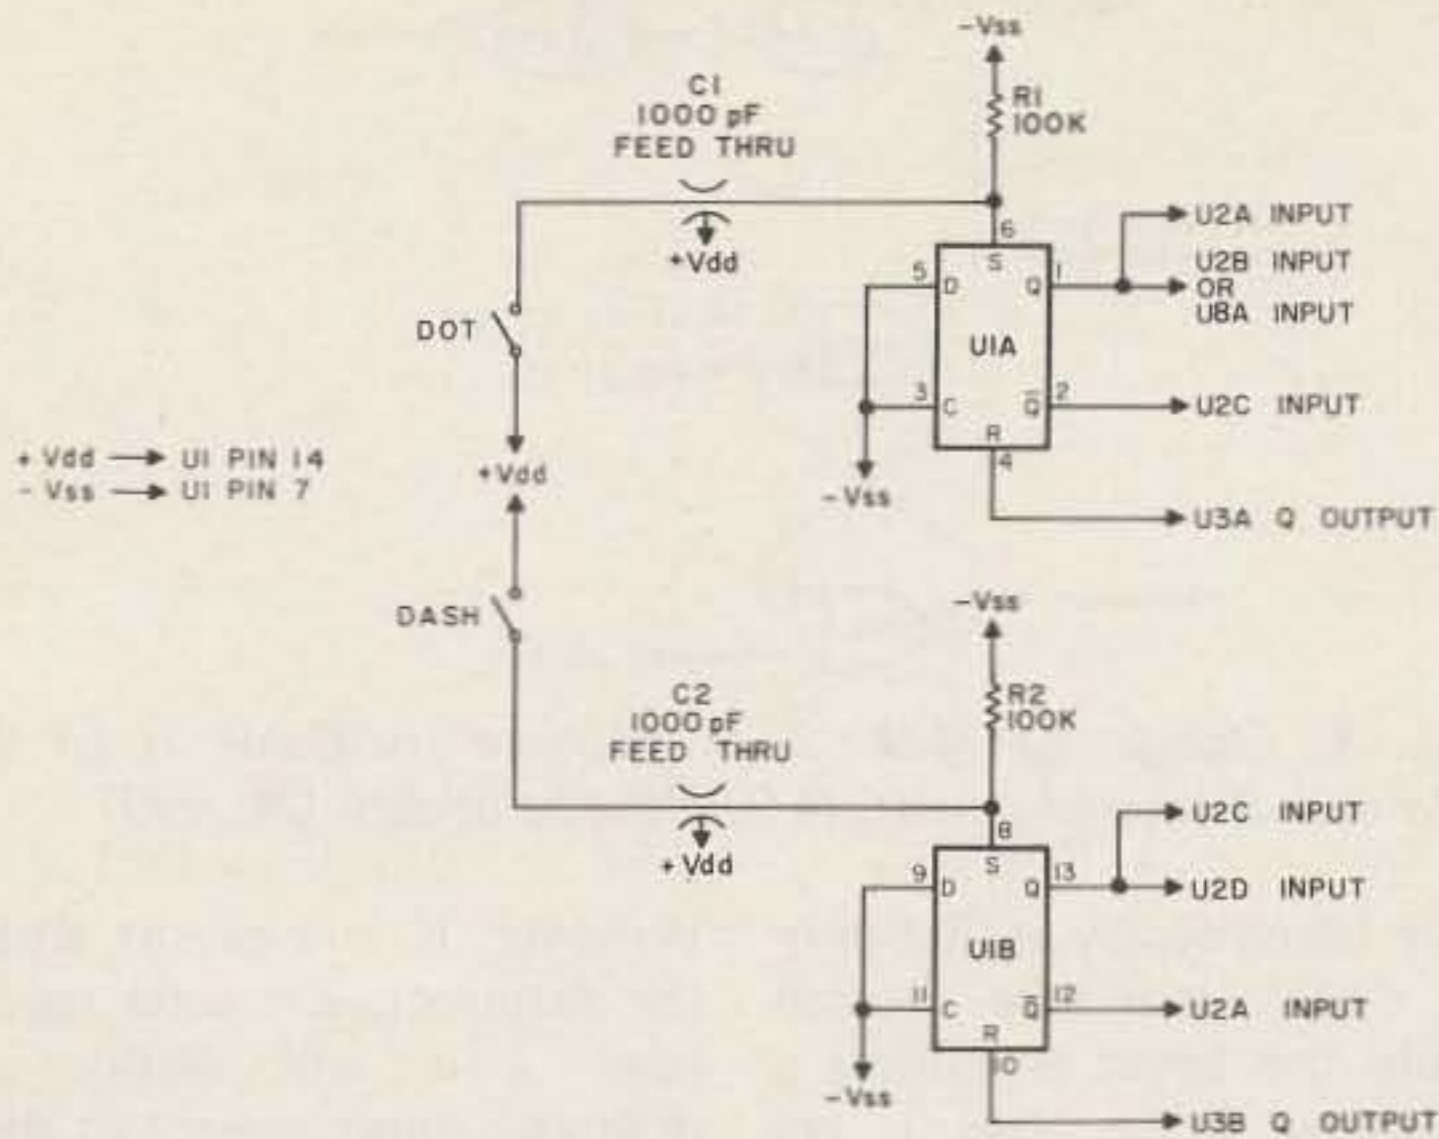 -Vss
C1
1000 pF
FEED THRU
R1
100K
+Vdd
6
S
5
D
Q
1
U1A
3
C
Q̅
2
R
4
U2A INPUT
U2B INPUT
OR
U8A INPUT
U2C INPUT
U3A Q OUTPUT
-Vss
DOT
+Vdd
DASH
+ Vdd → U1 PIN 14
- Vss → U1 PIN 7
-Vss
C2
1000 pF
FEED THRU
R2
100K
+Vdd
8
S
9
D
Q
13
U1B
11
C
Q̅
12
R
10
U2C INPUT
U2D INPUT
U2A INPUT
U3B Q OUTPUT
-Vss